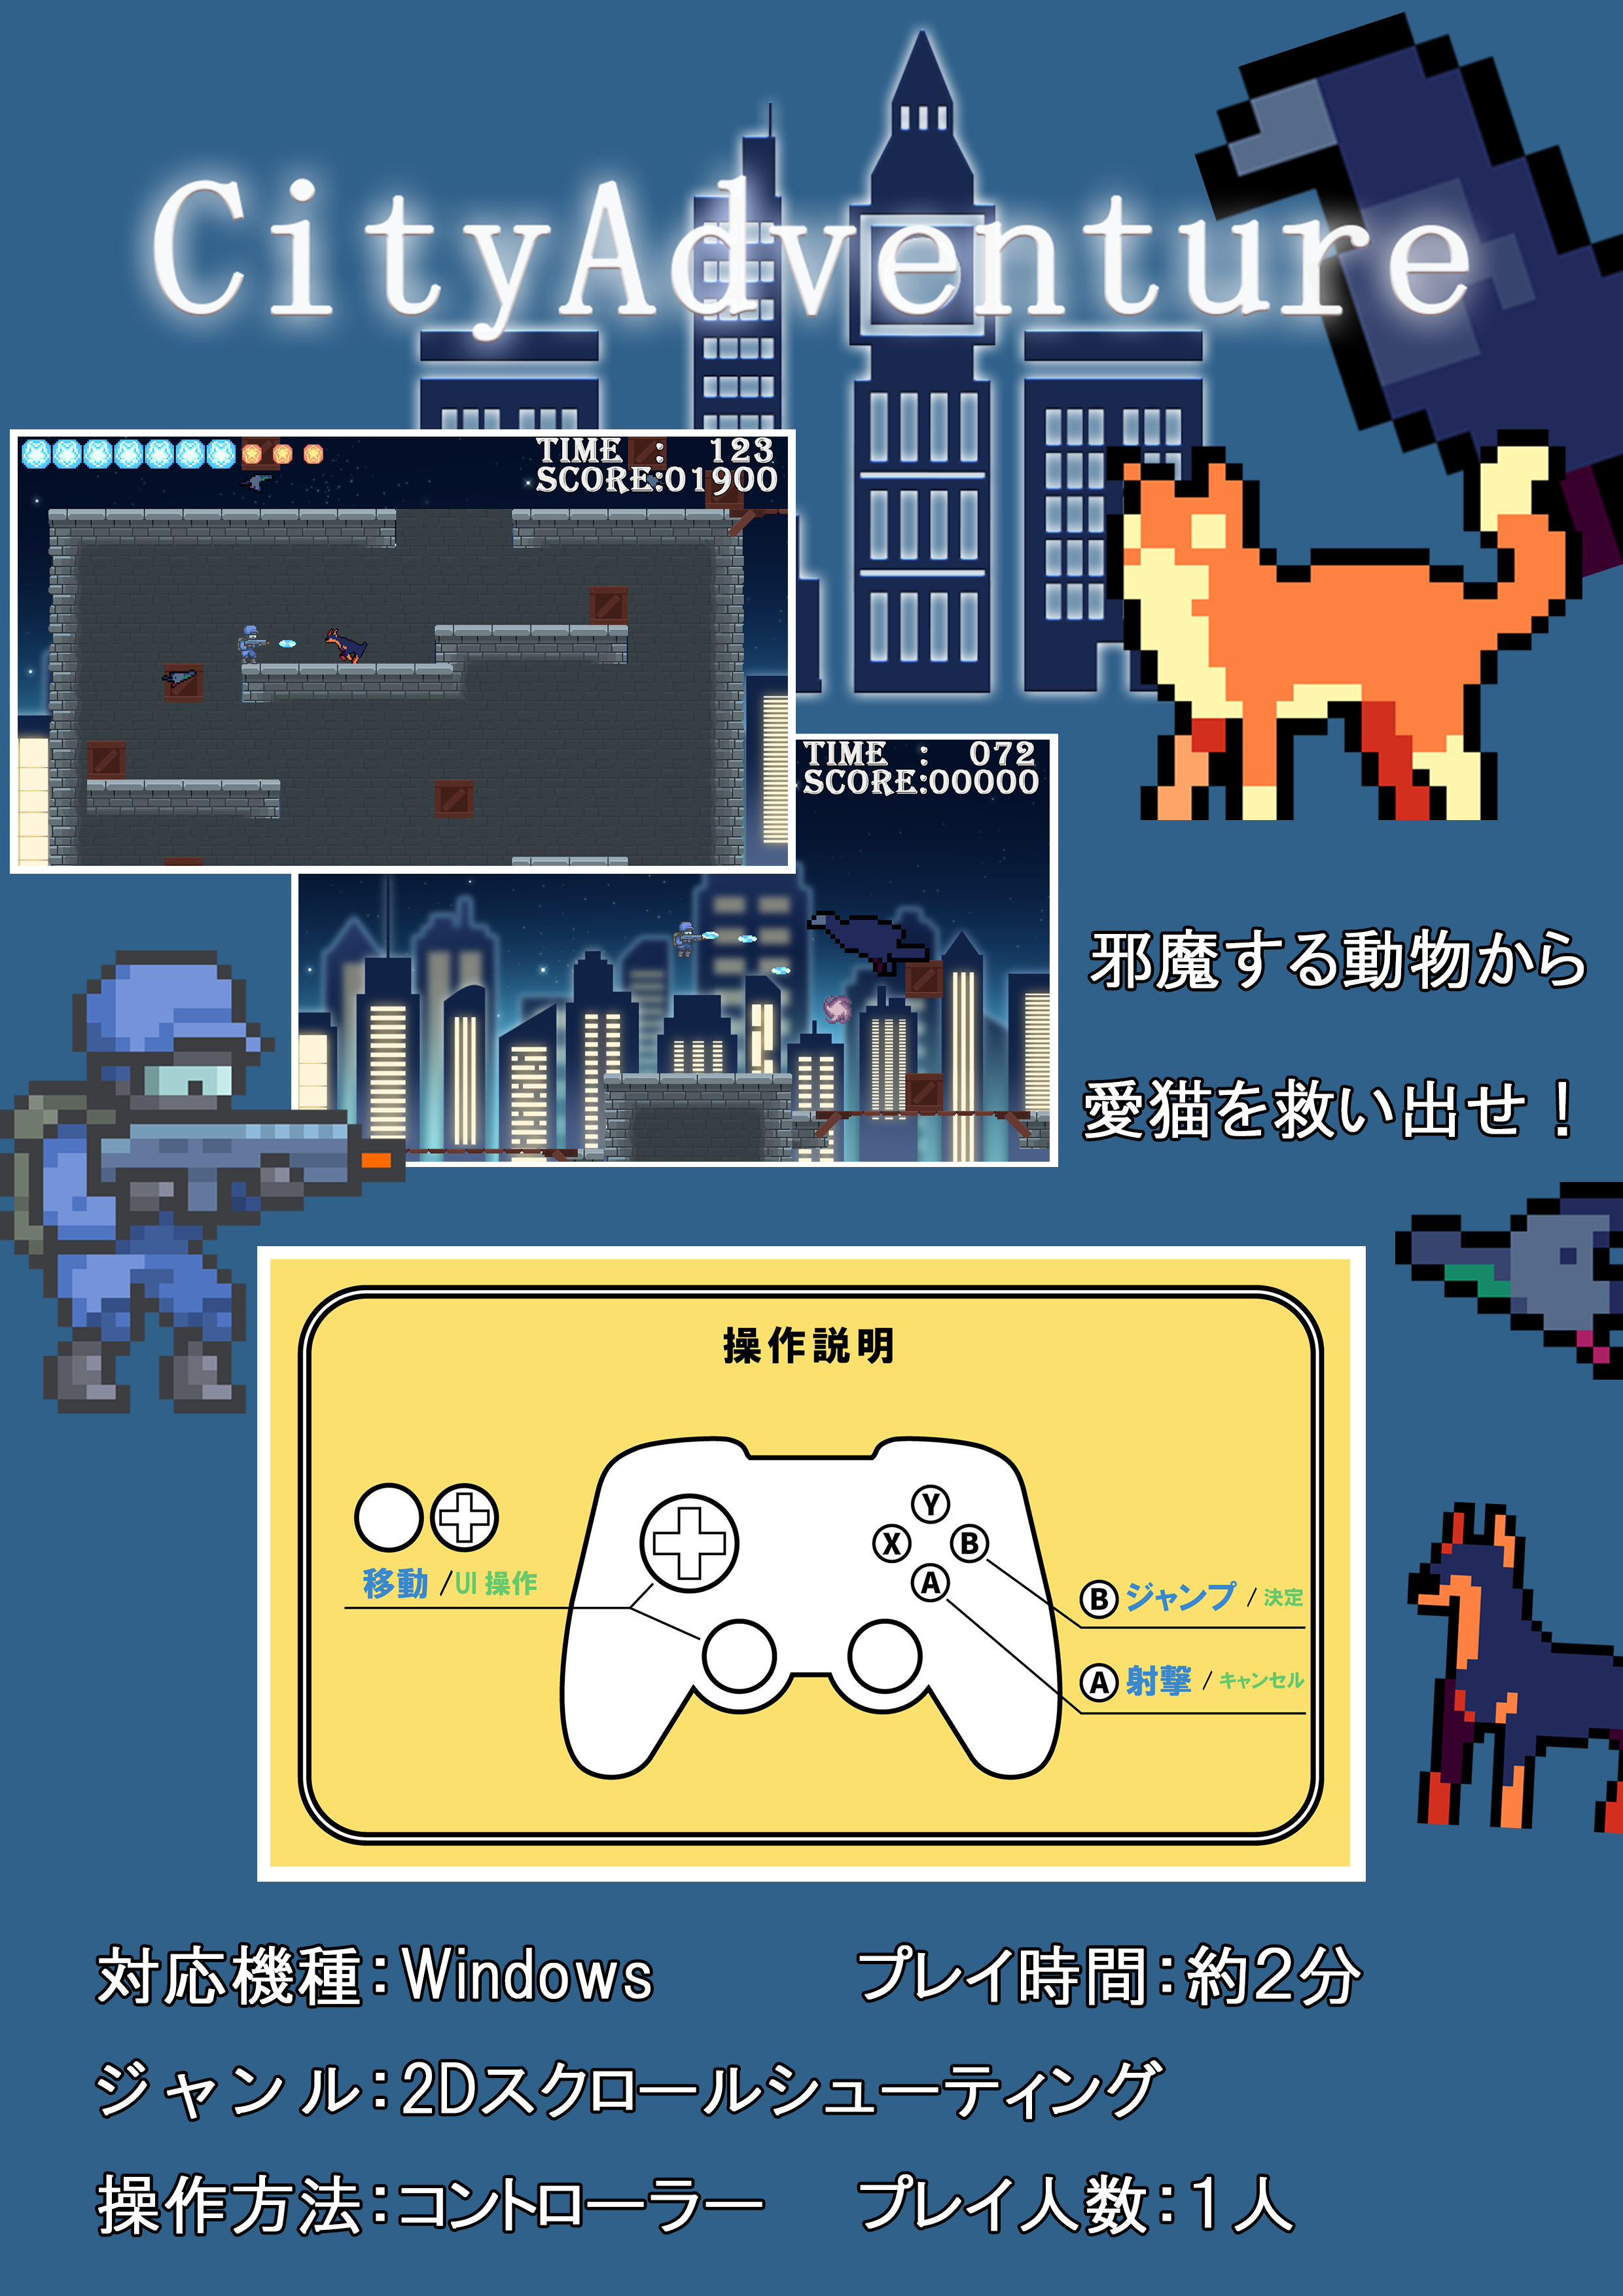 CityAdventure
TIME : 123
SCORE:01900
TIME : 072
SCORE:00000
邪魔する動物から
愛猫を救い出せ！
操作説明
Y
X B
A
移動 /UI 操作
B ジャンプ / 決定
A 射撃 / キャンセル
対応機種：Windows プレイ時間：約２分
ジャンル：2Dスクロールシューティング
操作方法：コントローラー プレイ人数：１人